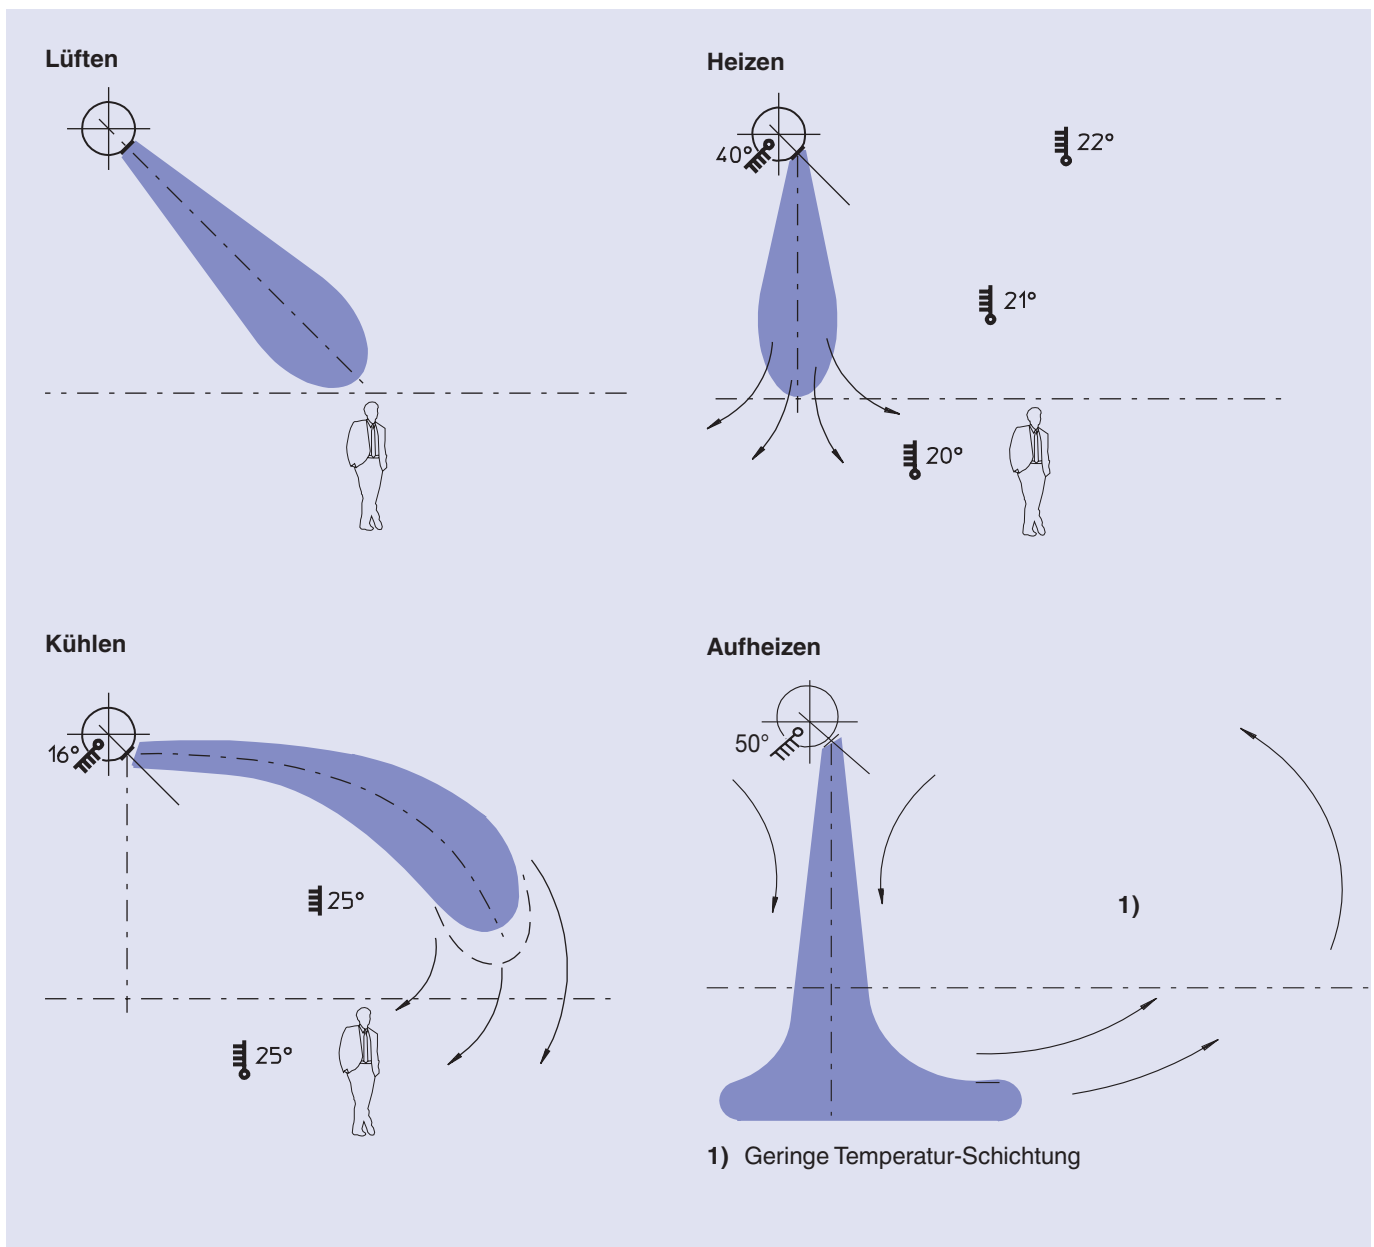 Lüften
Heizen
40°
22°
21°
20°
Kühlen
16°
25°
25°
Aufheizen
50°
1)
1) Geringe Temperatur-Schichtung